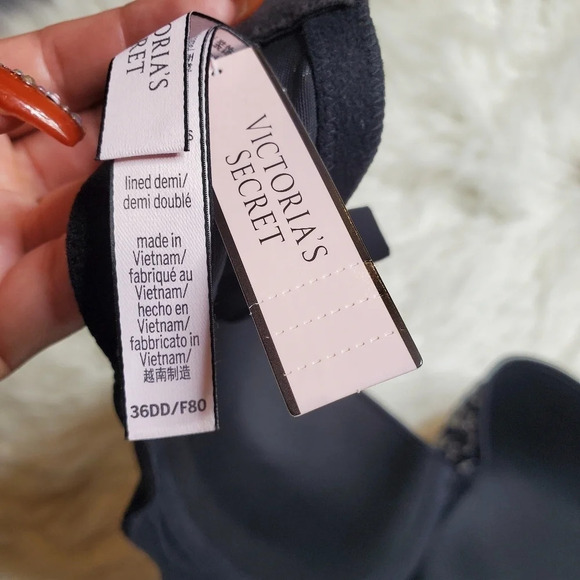 ORIA'S
SECRET
lined demi/
demi doublé
made in
Vietnam/
fabriqué au
Vietnam/
hecho en
Vietnam/
fabbricato in
Vietnam/
越南制造
36DD/F80
VICTORIA'S
SECRET